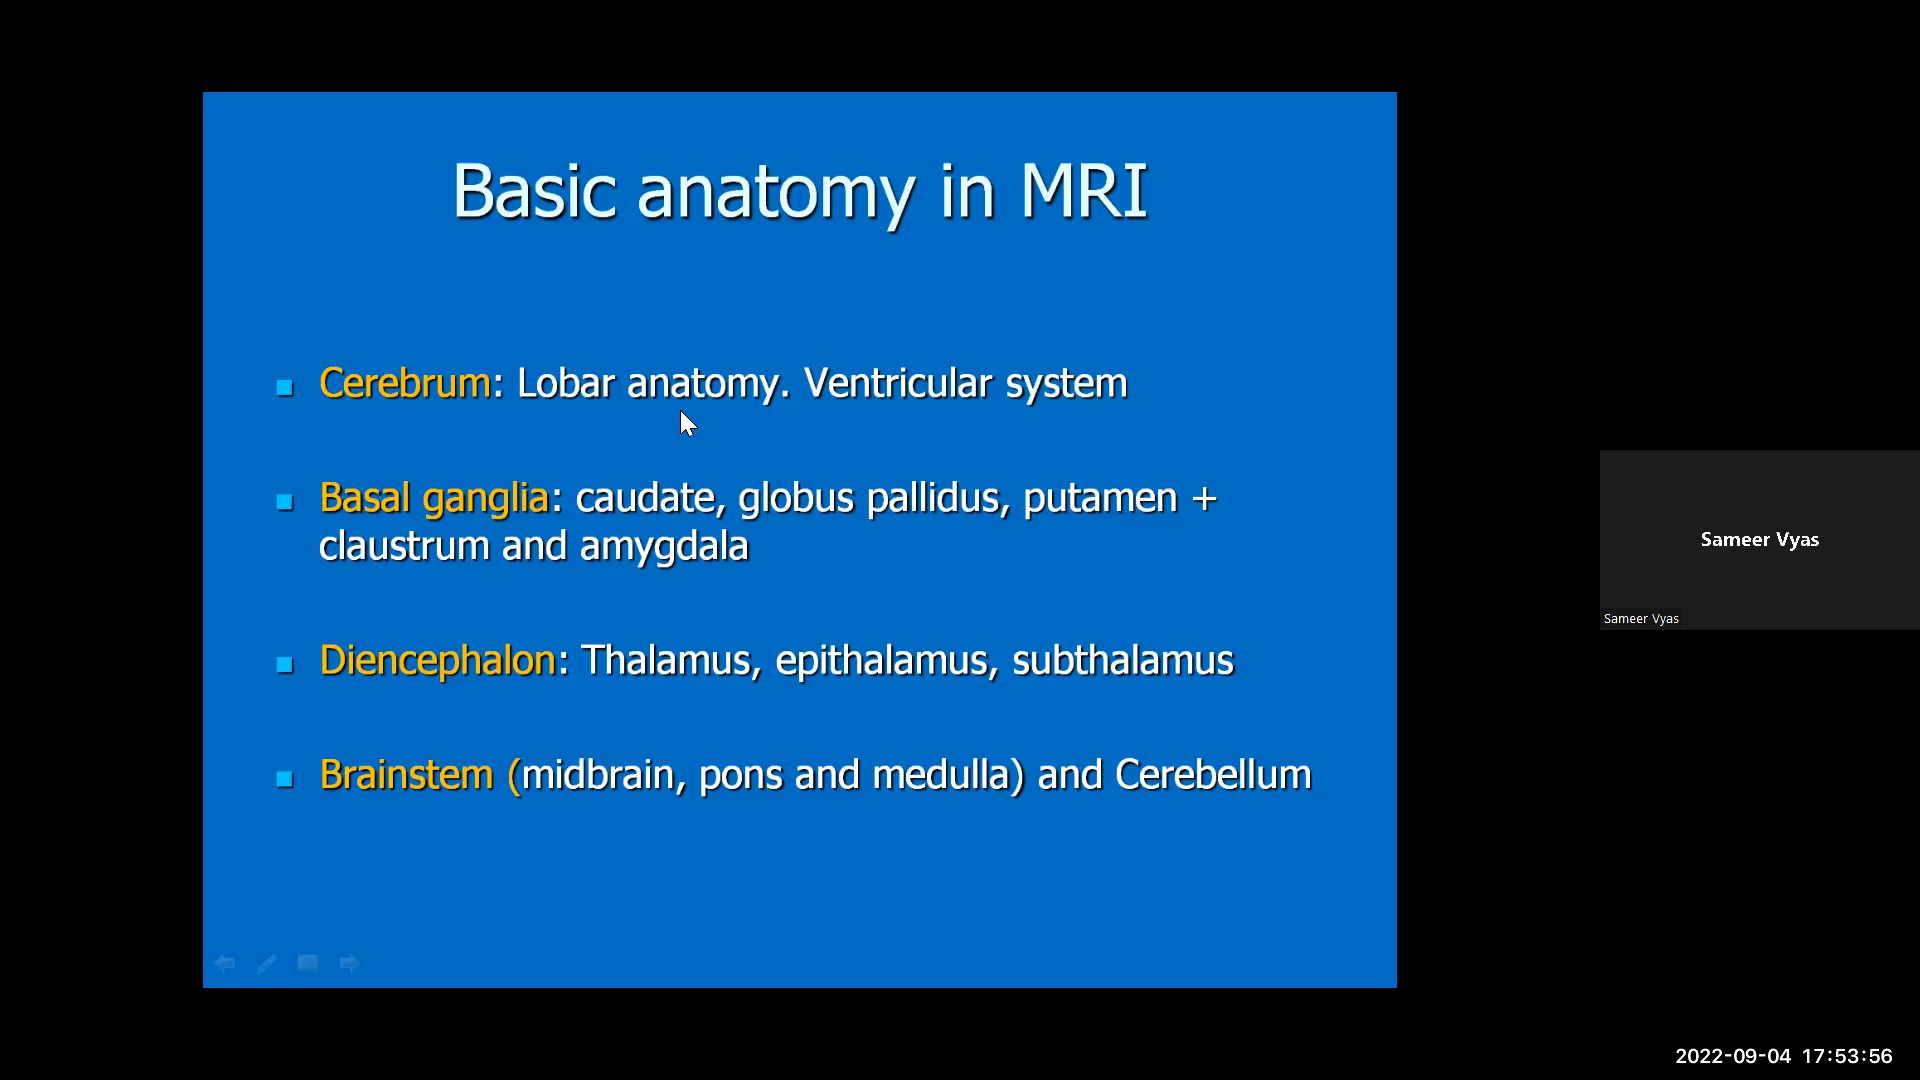 Basic anatomy in MRI
Cerebrum: Lobar anatomy. Ventricular system
Basal ganglia: caudate, globus pallidus, putamen +
claustrum and amygdala
Diencephalon: Thalamus, epithalamus, subthalamus
Brainstem (midbrain, pons and medulla) and Cerebellum
Sameer Vyas
Sameer Vyas
2022-09-04 17:53:56